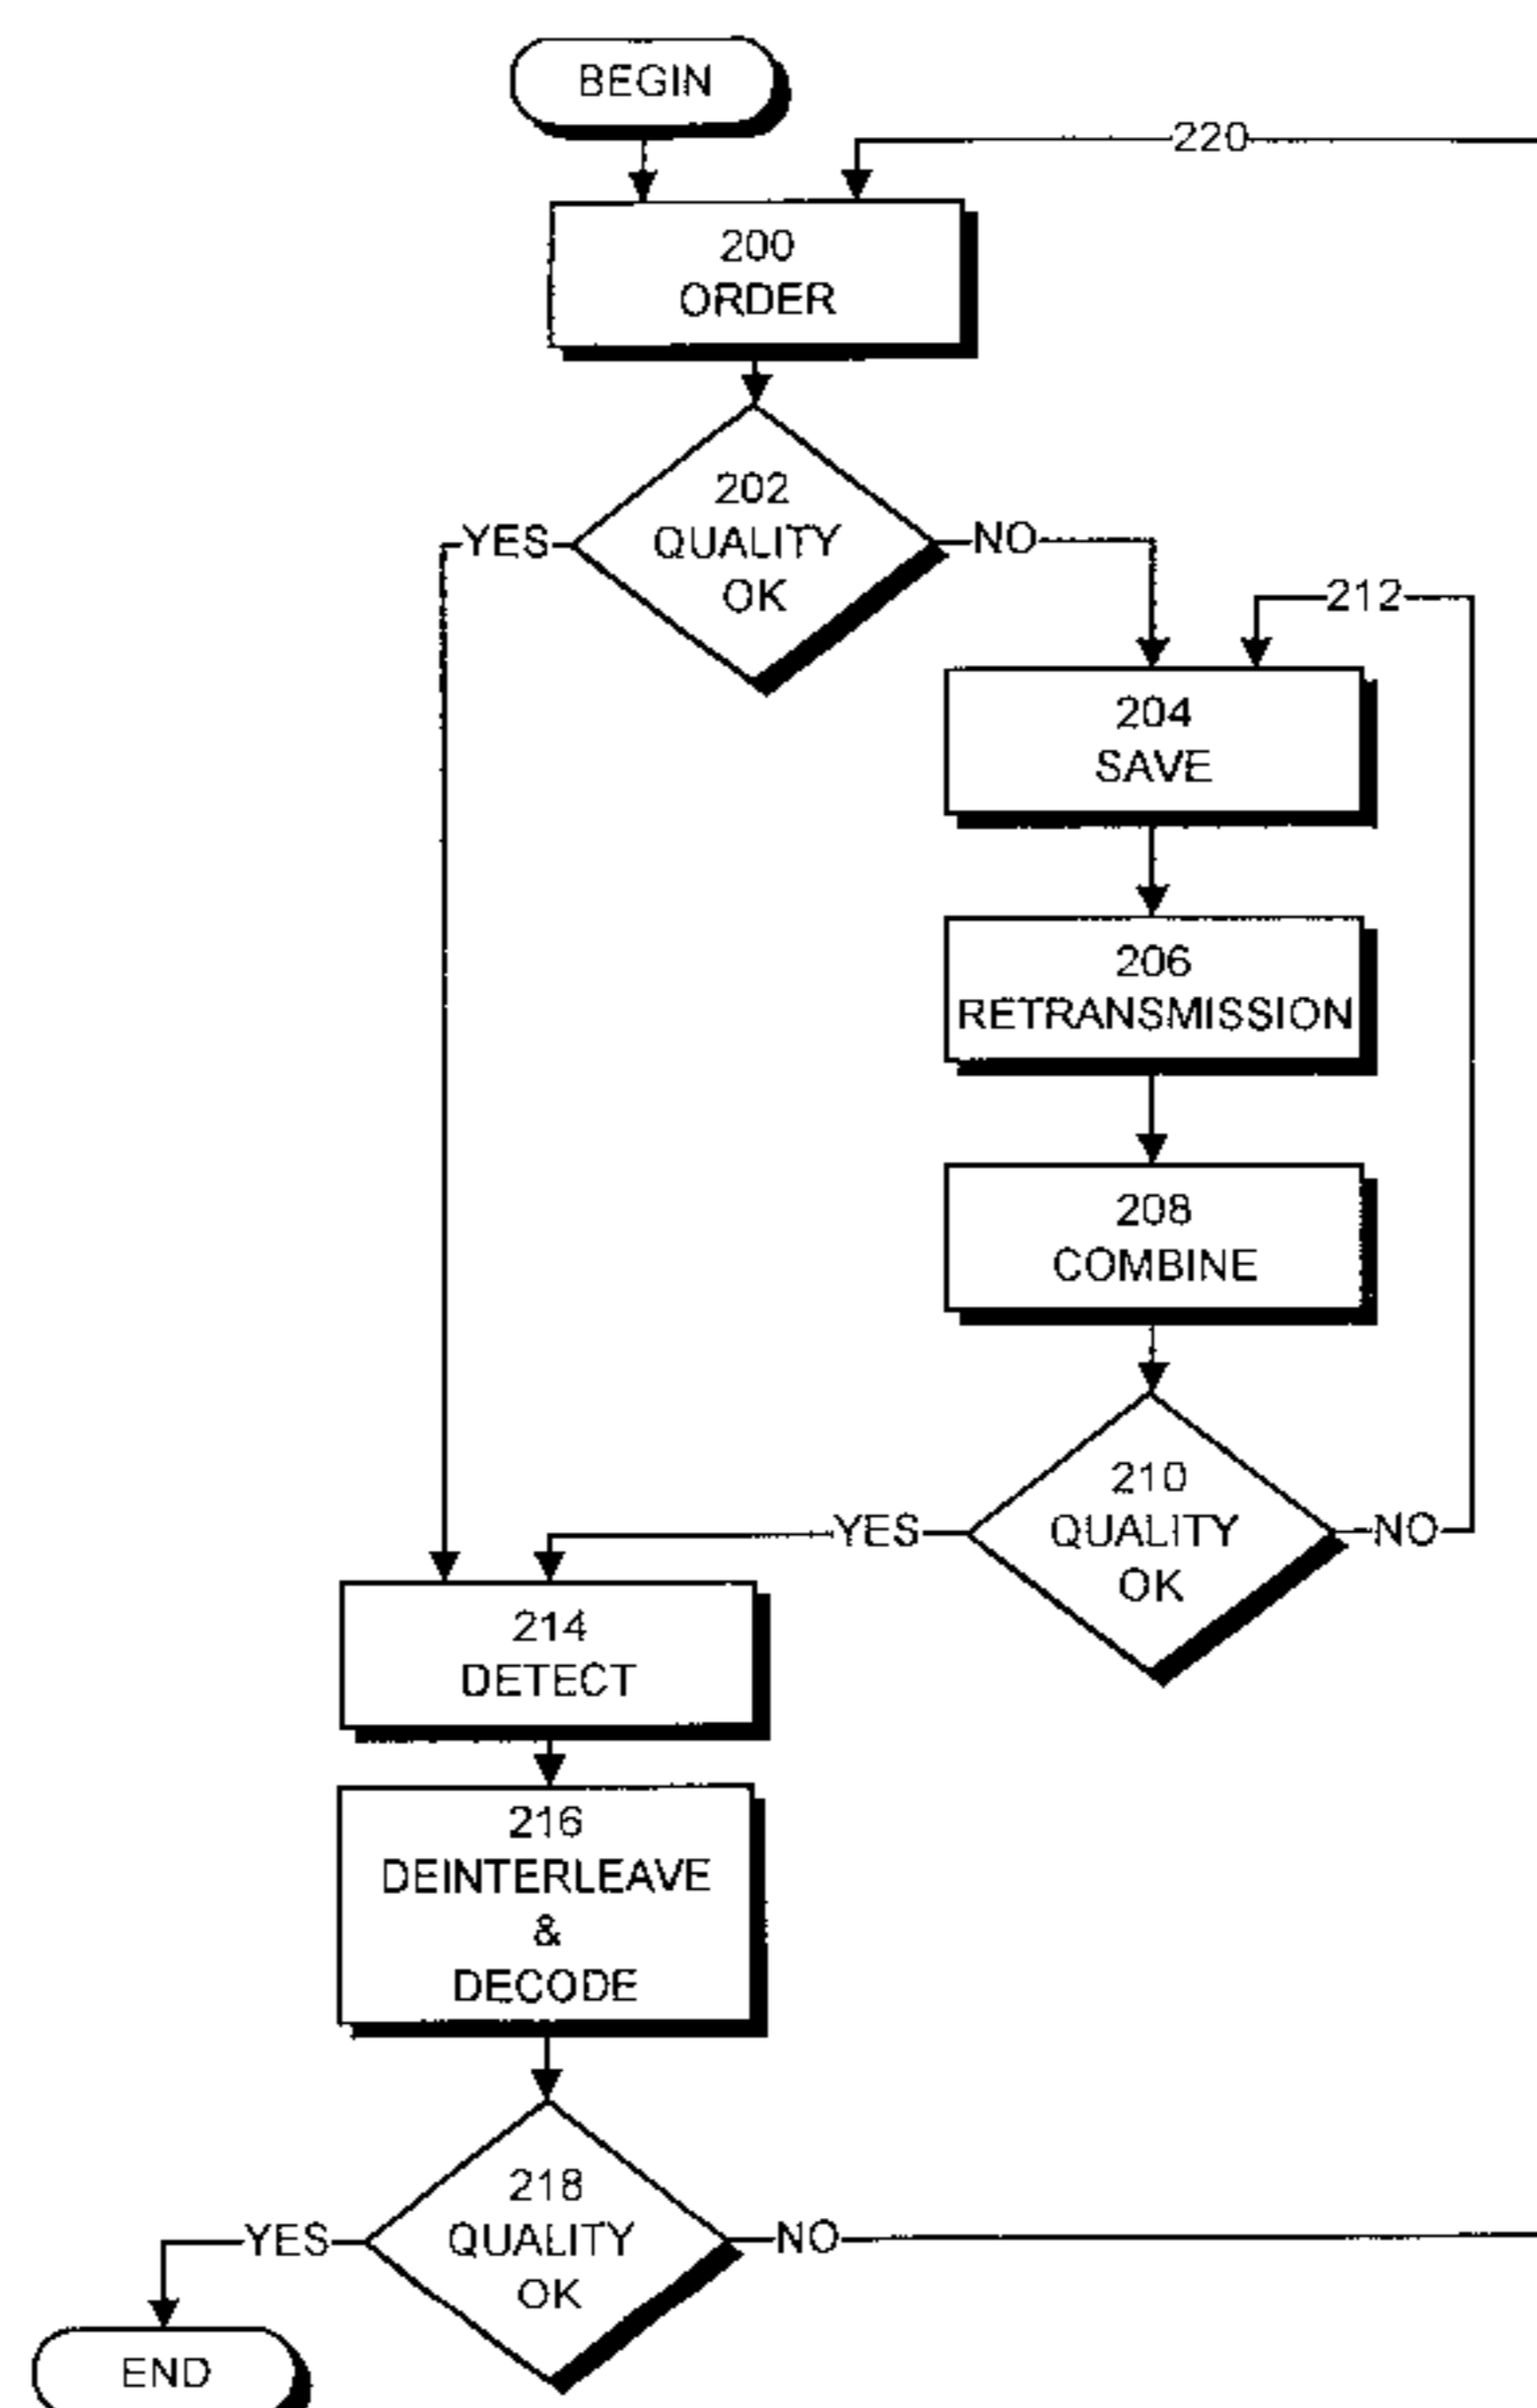 BEGIN
220
200
ORDER
202
QUALITY
OK
YES
NO
212
204
SAVE
206
RETRANSMISSION
208
COMBINE
210
QUALITY
OK
YES
NO
214
DETECT
216
DEINTERLEAVE
&
DECODE
218
QUALITY
OK
YES
NO
END